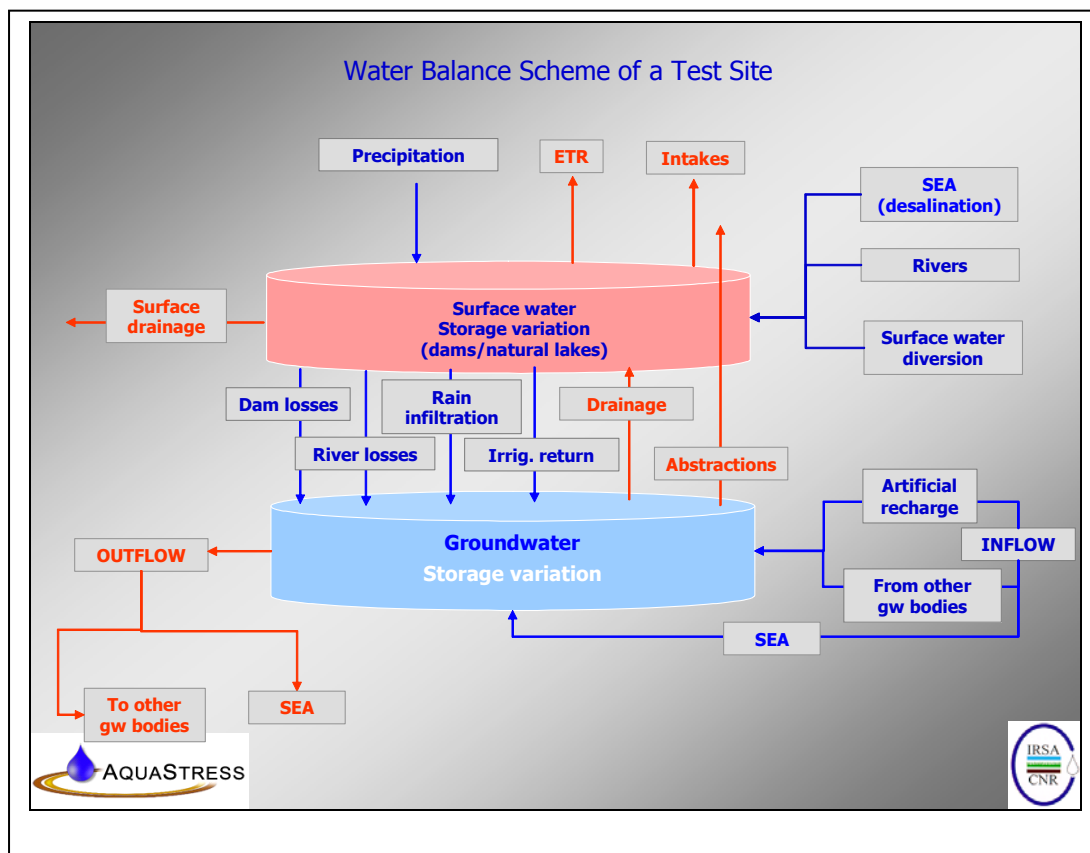 Water Balance Scheme of a Test Site
Precipitation
ETR
Intakes
SEA
(desalination)
Rivers
Surface water
diversion
Surface
drainage
Surface water
Storage variation
(dams/natural lakes)
Dam losses
River losses
Rain
infiltration
Irrig. return
Drainage
Abstractions
Artificial
recharge
INFLOW
From other
gw bodies
SEA
Groundwater
Storage variation
OUTFLOW
To other
gw bodies
SEA
AQUASTRESS
IRSA
CNR